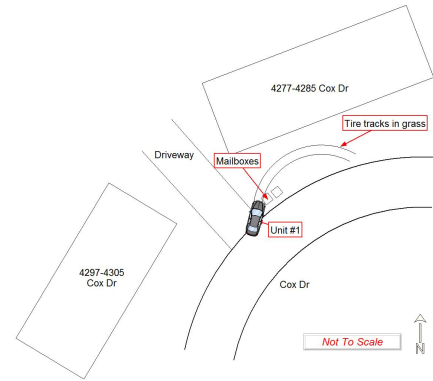 4277-4285 Cox Dr
Tire tracks in grass
Driveway
Mailboxes
Unit #1
4297-4305
Cox Dr
Cox Dr
Not To Scale
N